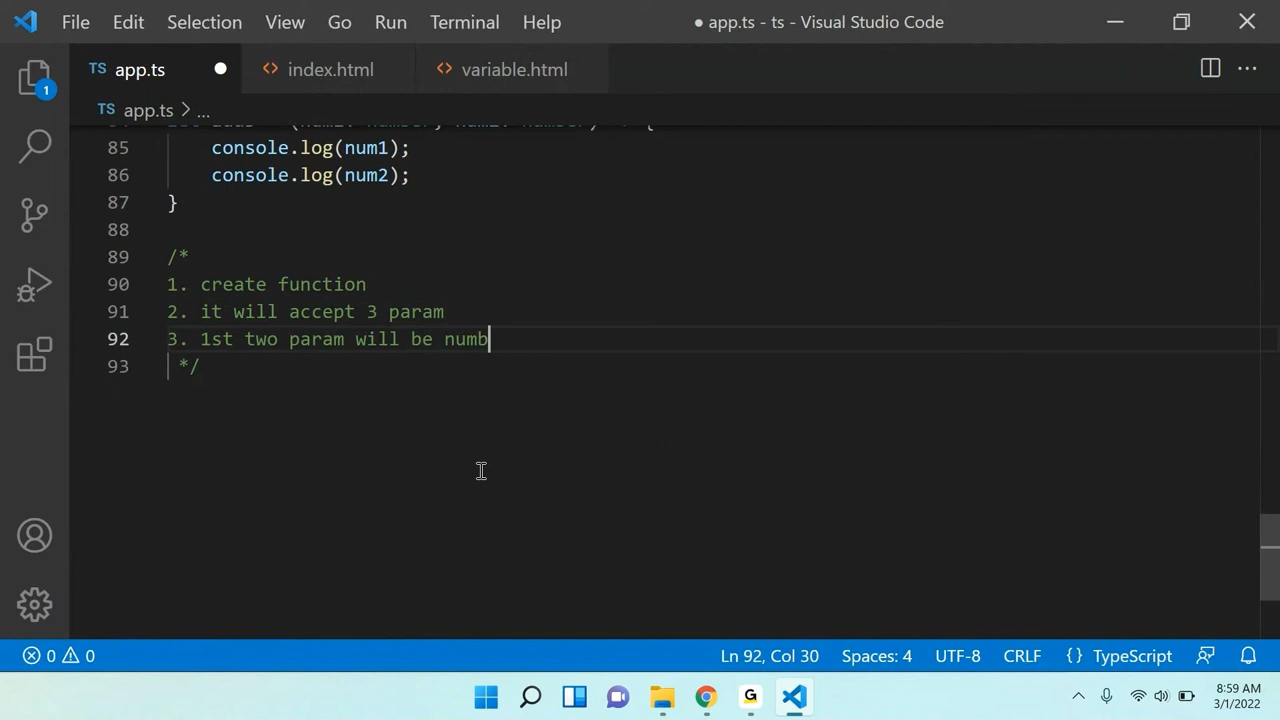 File Edit Selection View Go Run Terminal Help ● app.ts - ts - Visual Studio Code
TS app.ts index.html variable.html
1
TS app.ts > ...
85 console.log(num1);
86 console.log(num2);
87 }
88
89 /*
90 1. create function
91 2. it will accept 3 param
92 3. 1st two param will be numb
93 */
0 0 Ln 92, Col 30 Spaces: 4 UTF-8 CRLF {} TypeScript
G 8:59 AM
3/1/2022